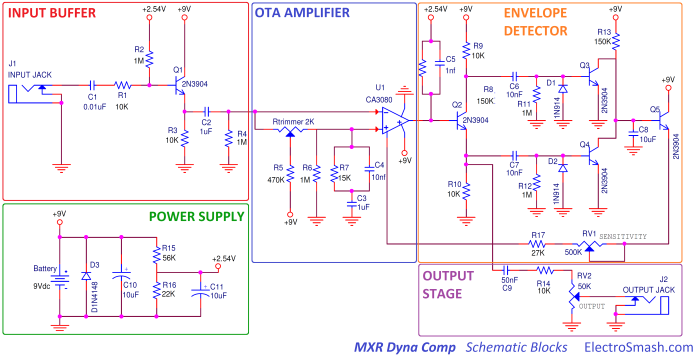 INPUT BUFFER
+2.54V
+9V
R2
1M
Q1
2N3904
J1
INPUT JACK
C1
0.01uF
R1
10K
C2
1uF
R3
10K
R4
1M
OTA AMPLIFIER
+2.54V
C5
1nf
U1
CA3080
+9V
Rtrimmer 2K
R5
470K
+9V
R6
1M
R7
15K
C4
10nf
C3
1uF
ENVELOPE
DETECTOR
+9V
R9
10K
R8
150K
Q2
2N3904
R10
10K
C6
10nF
R11
1M
D1
1N914
Q3
2N3904
R13
150K
+9V
Q5
2N3904
C8
10uF
C7
10nF
R12
1M
D2
1N914
Q4
2N3904
R17
27K
RV1
500K
SENSITIVITY
POWER SUPPLY
+9V
Battery
9Vdc
D3
D1N4148
C10
10uF
R15
56K
+2.54V
R16
22K
C11
10uF
OUTPUT
STAGE
50nF
C9
R14
10K
RV2
50K
OUTPUT
J2
OUTPUT JACK
MXR Dyna Comp Schematic Blocks ElectroSmash.com